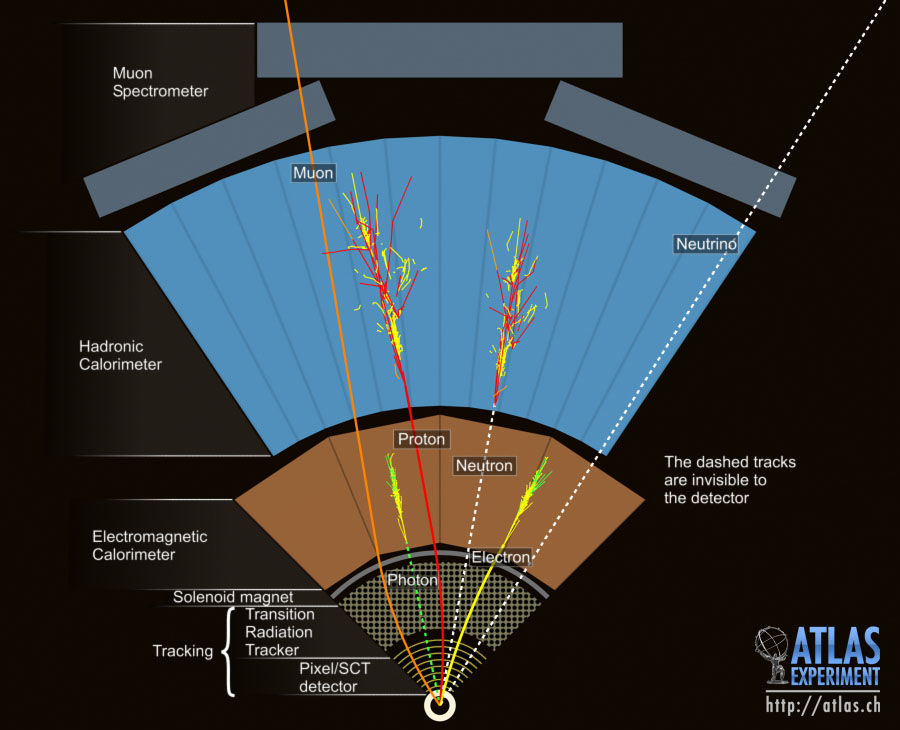 Muon
Spectrometer
Muon
Neutrino
Hadronic
Calorimeter
Proton
Neutron
The dashed tracks
are invisible to
the detector
Electromagnetic
Calorimeter
Electron
Photon
Solenoid magnet
Transition
Radiation
Tracker
Tracking
Pixel/SCT
detector
ATLAS
EXPERIMENT
http://atlas.ch